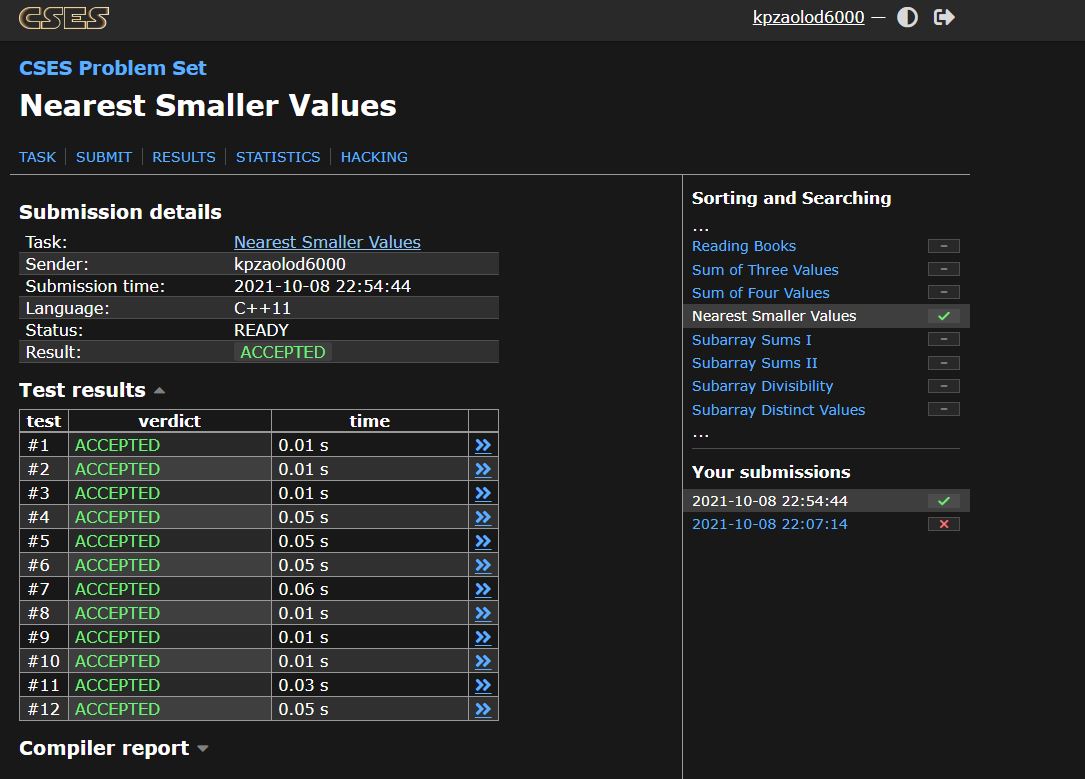 CSES
kpzaolod6000 —
CSES Problem Set
Nearest Smaller Values
TASK SUBMIT RESULTS STATISTICS HACKING
Submission details
Task: Nearest Smaller Values
Sender: kpzaolod6000
Submission time: 2021-10-08 22:54:44
Language: C++11
Status: READY
Result: ACCEPTED
Test results
test verdict time
#1 ACCEPTED 0.01 s »
#2 ACCEPTED 0.01 s »
#3 ACCEPTED 0.01 s »
#4 ACCEPTED 0.05 s »
#5 ACCEPTED 0.05 s »
#6 ACCEPTED 0.05 s »
#7 ACCEPTED 0.06 s »
#8 ACCEPTED 0.01 s »
#9 ACCEPTED 0.01 s »
#10 ACCEPTED 0.01 s »
#11 ACCEPTED 0.03 s »
#12 ACCEPTED 0.05 s »
Compiler report
Sorting and Searching
...
Reading Books –
Sum of Three Values –
Sum of Four Values –
Nearest Smaller Values
Subarray Sums I –
Subarray Sums II –
Subarray Divisibility –
Subarray Distinct Values –
...
Your submissions
2021-10-08 22:54:44
2021-10-08 22:07:14